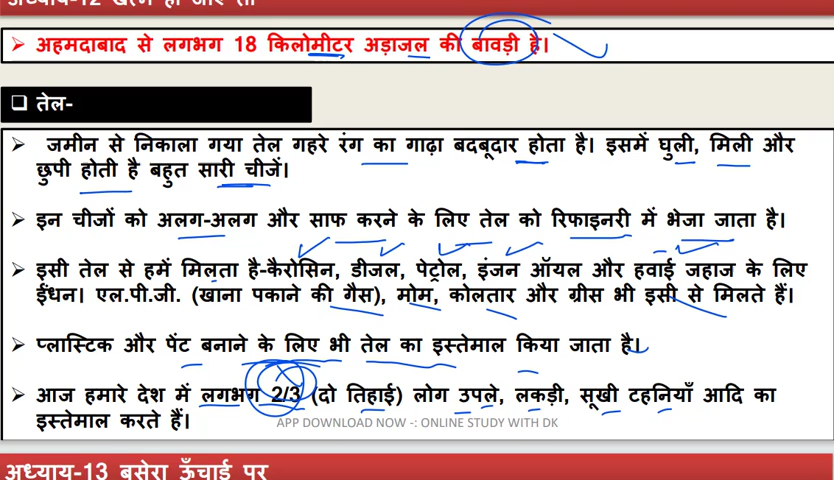 अध्याय-12 खत्म हो जाए तो
➢ अहमदाबाद से लगभग 18 किलोमीटर अड़ाजल की बावड़ी है।
❑ तेल-
➢ जमीन से निकाला गया तेल गहरे रंग का गाढ़ा बदबूदार होता है। इसमें घुली, मिली और
छुपी होती है बहुत सारी चीजें।
➢ इन चीजों को अलग-अलग और साफ करने के लिए तेल को रिफाइनरी में भेजा जाता है।
➢ इसी तेल से हमें मिलता है-कैरोसिन, डीजल, पेट्रोल, इंजन ऑयल और हवाई जहाज के लिए
ईंधन। एल.पी.जी. (खाना पकाने की गैस), मोम, कोलतार और ग्रीस भी इसी से मिलते हैं।
➢ प्लास्टिक और पेंट बनाने के लिए भी तेल का इस्तेमाल किया जाता है।
➢ आज हमारे देश में लगभग 2/3 (दो तिहाई) लोग उपले, लकड़ी, सूखी टहनियाँ आदि का
इस्तेमाल करते हैं।
APP DOWNLOAD NOW -: ONLINE STUDY WITH DK
अध्याय-13 बसेरा ऊँचाई पर